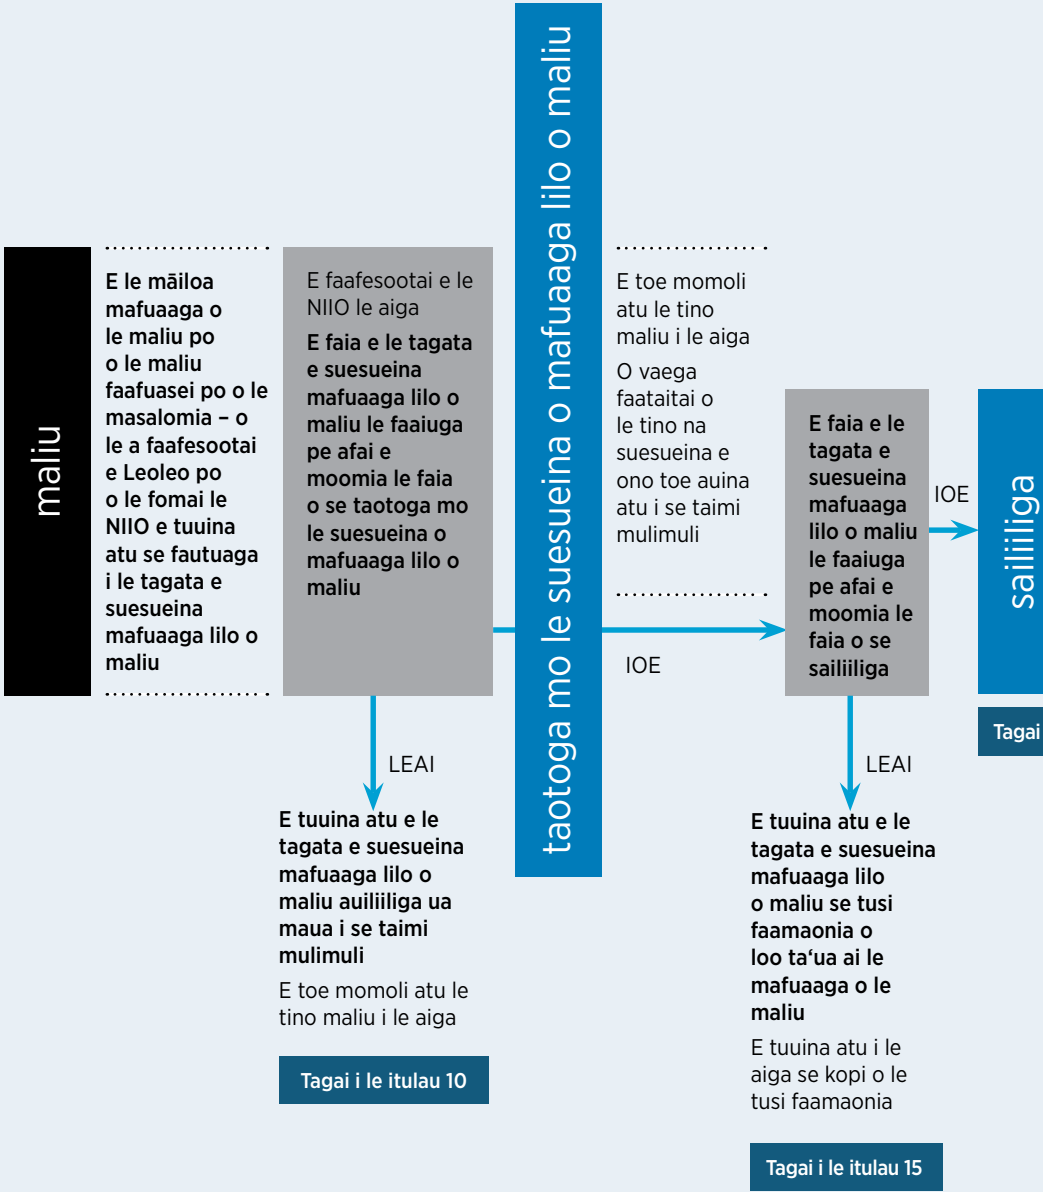 maliu
E le māiloa
mafuaaga o
le maliu po
o le maliu
faafuasei po o le
masalomia – o
le a faafesootai
e Leoleo po
o le fomai le
NIIO e tuuina
atu se fautuaga
i le tagata e
suesueina
mafuaaga lilo o
maliu
E faafesootai e le
NIIO le aiga
E faia e le tagata
e suesueina
mafuaaga lilo o
maliu le faaiuga
pe afai e
moomia le faia
o se taotoga mo
le suesueina o
mafuaaga lilo o
maliu
LEAI
E tuuina atu e le
tagata e suesueina
mafuaaga lilo o
maliu auiliiliga ua
maua i se taimi
mulimuli
E toe momoli atu le
tino maliu i le aiga
Tagai i le itulau 10
taotoga mo le suesueina o mafuaaga lilo o maliu
E toe momoli
atu le tino
maliu i le aiga
O vaega
faataitai o
le tino na
suesueina e
ono toe auina
atu i se taimi
mulimuli
IOE
E faia e le
tagata e
suesueina
mafuaaga
lilo o maliu
le faaiuga
pe afai e
moomia le
faia o se
sailiiliga
LEAI
E tuuina atu e le
tagata e suesueina
mafuaaga lilo
o maliu se tusi
faamaonia o
loo ta‘ua ai le
mafuaaga o le
maliu
E tuuina atu i le
aiga se kopi o le
tusi faamaonia
Tagai i le itulau 15
IOE
sailiiliga
Tagai